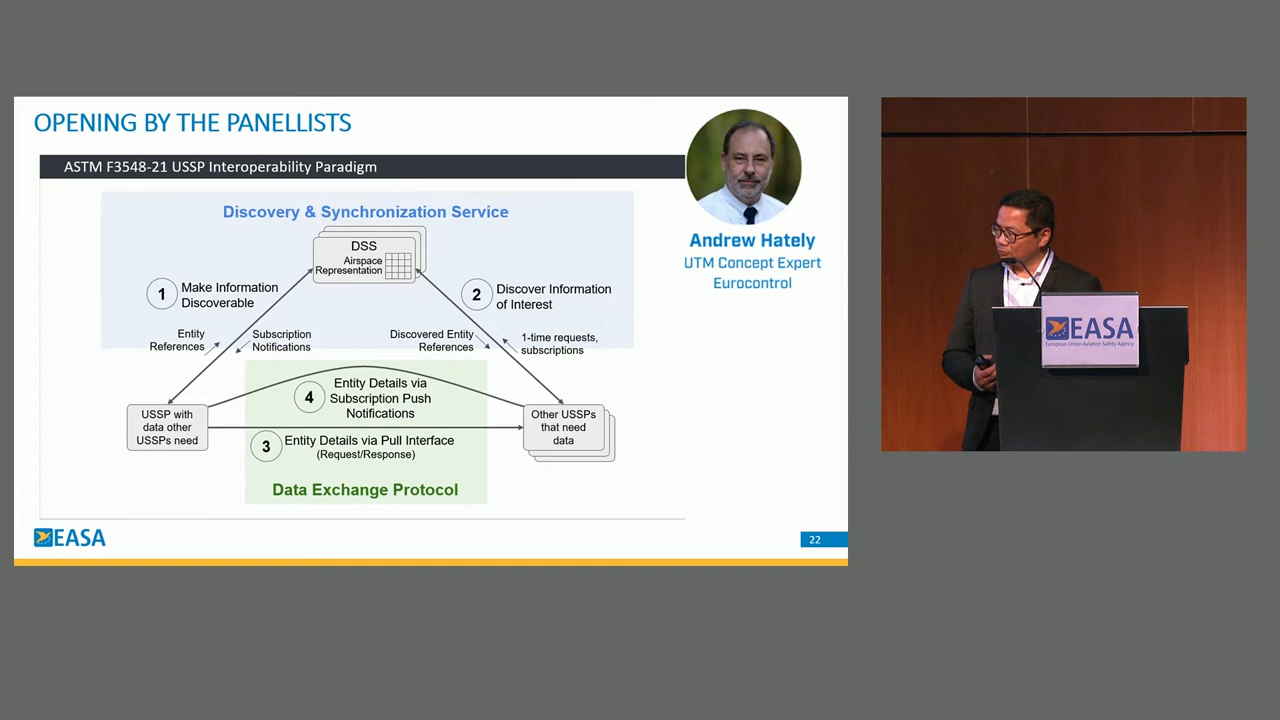 OPENING BY THE PANELLISTS
ASTM F3548-21 USSP Interoperability Paradigm
Andrew Hately
UTM Concept Expert
Eurocontrol
Discovery & Synchronization Service
DSS
Airspace
Representation
1
Make Information
Discoverable
2
Discover Information
of Interest
Entity
References
Subscription
Notifications
Discovered Entity
References
1-time requests,
subscriptions
4
Entity Details via
Subscription Push
Notifications
USSP with
data other
USSPs need
Other USSPs
that need
data
3
Entity Details via Pull Interface
(Request/Response)
Data Exchange Protocol
EASA
22
EASA
European Union Aviation Safety Agency